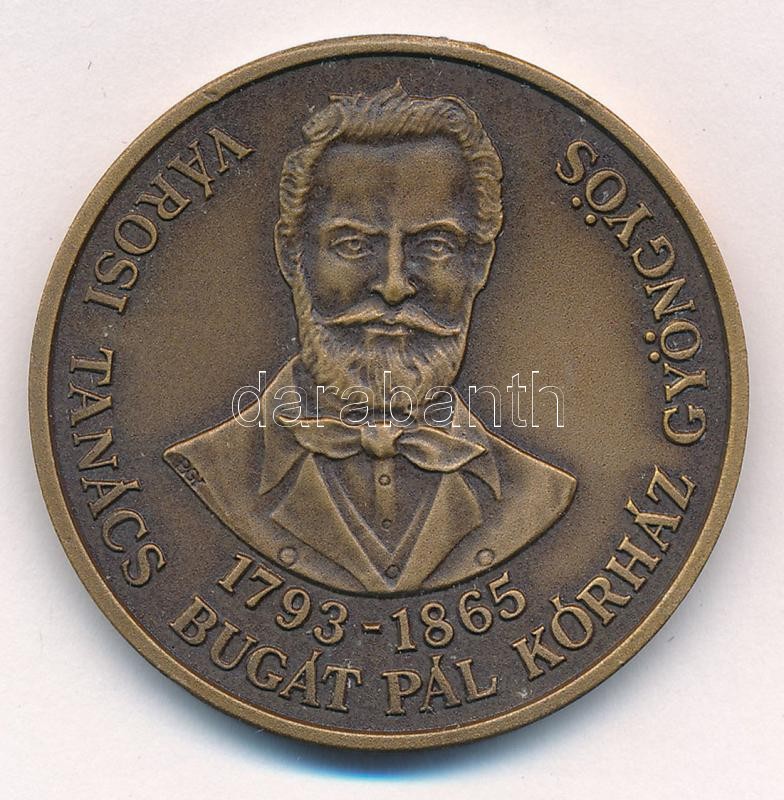 VÁROSI TANÁCS BUGÁT PÁL KÓRHÁZ GYÖNGYÖS
1793-1865
darabanth